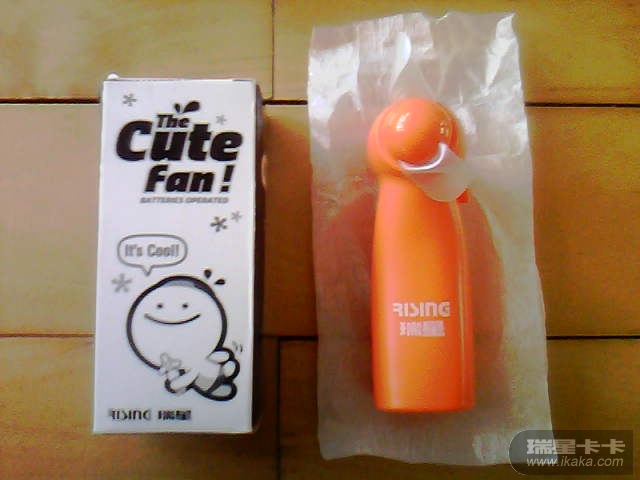 The
Cute
Fan!
BATTERIES OPERATED
It's Cool!
RISING 瑞星
RISING
瑞星
瑞星卡卡
www.ikaka.com